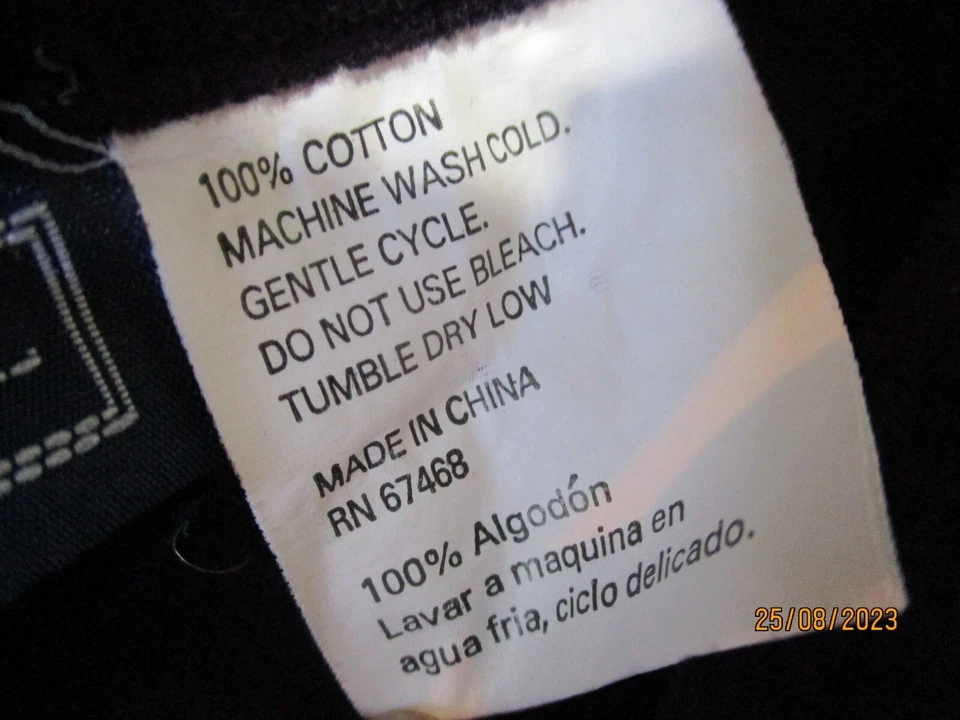 100% COTTON
MACHINE WASH COLD.
GENTLE CYCLE.
DO NOT USE BLEACH.
TUMBLE DRY LOW
MADE IN CHINA
RN 67468
100% Algodón
Lavar a maquina en
agua fria, ciclo delicado.
25/08/2023